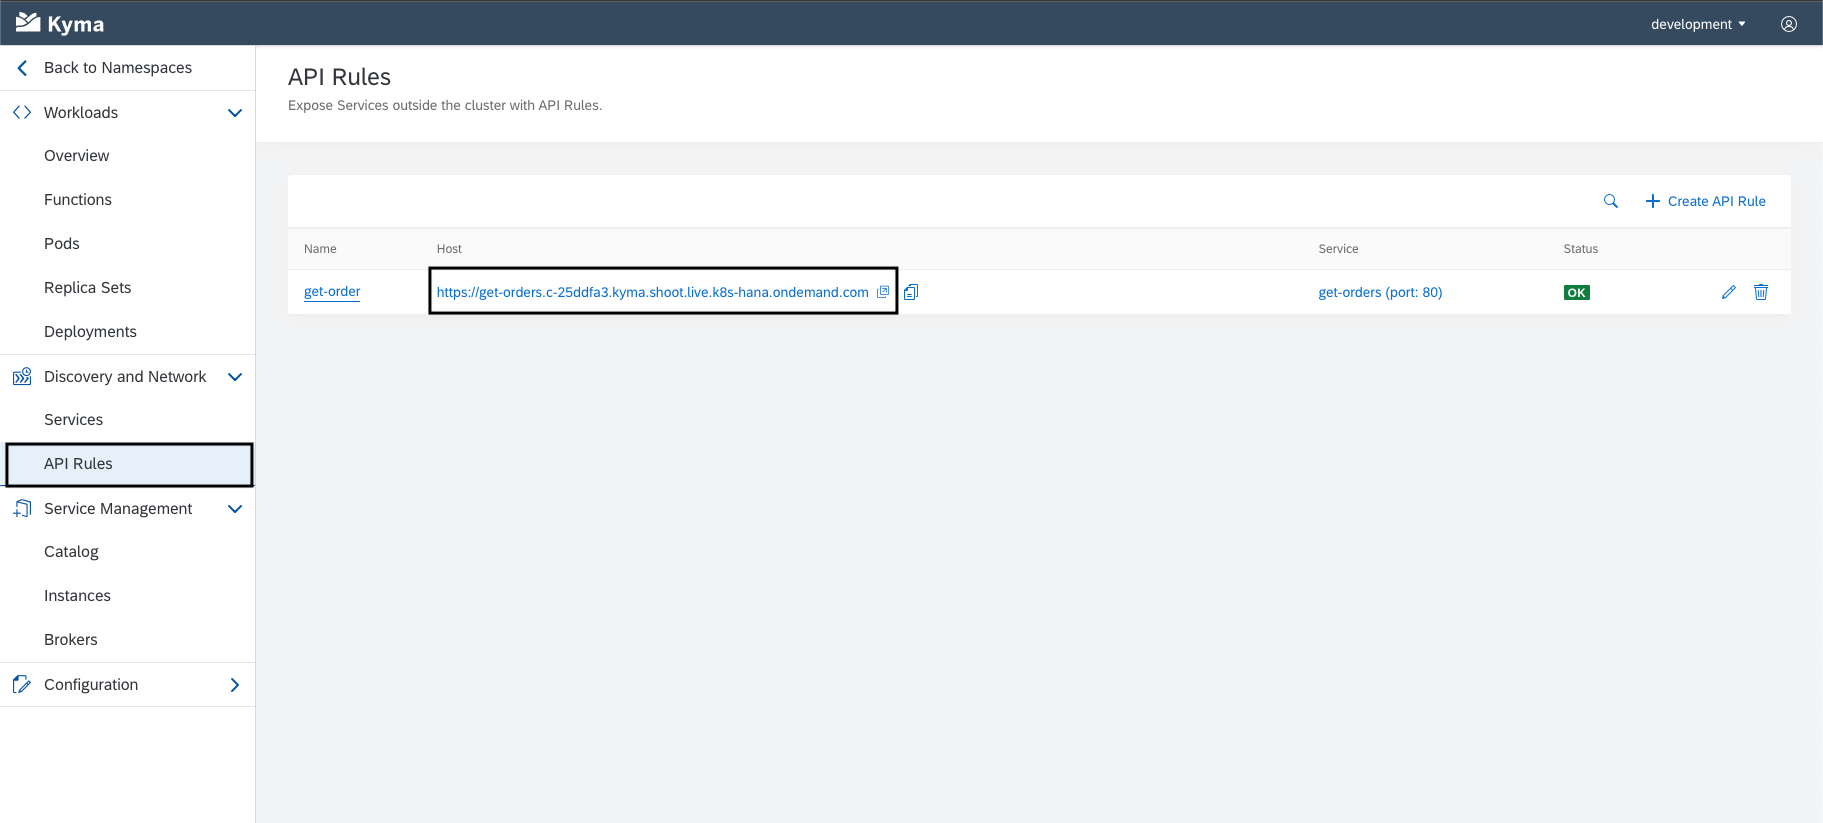 Kyma
development
Back to Namespaces
Workloads
Overview
Functions
Pods
Replica Sets
Deployments
Discovery and Network
Services
API Rules
Service Management
Catalog
Instances
Brokers
Configuration
API Rules
Expose Services outside the cluster with API Rules.
Create API Rule
Name Host Service Status
get-order https://get-orders.c-25ddfa3.kyma.shoot.live.k8s-hana.ondemand.com get-orders (port: 80) OK